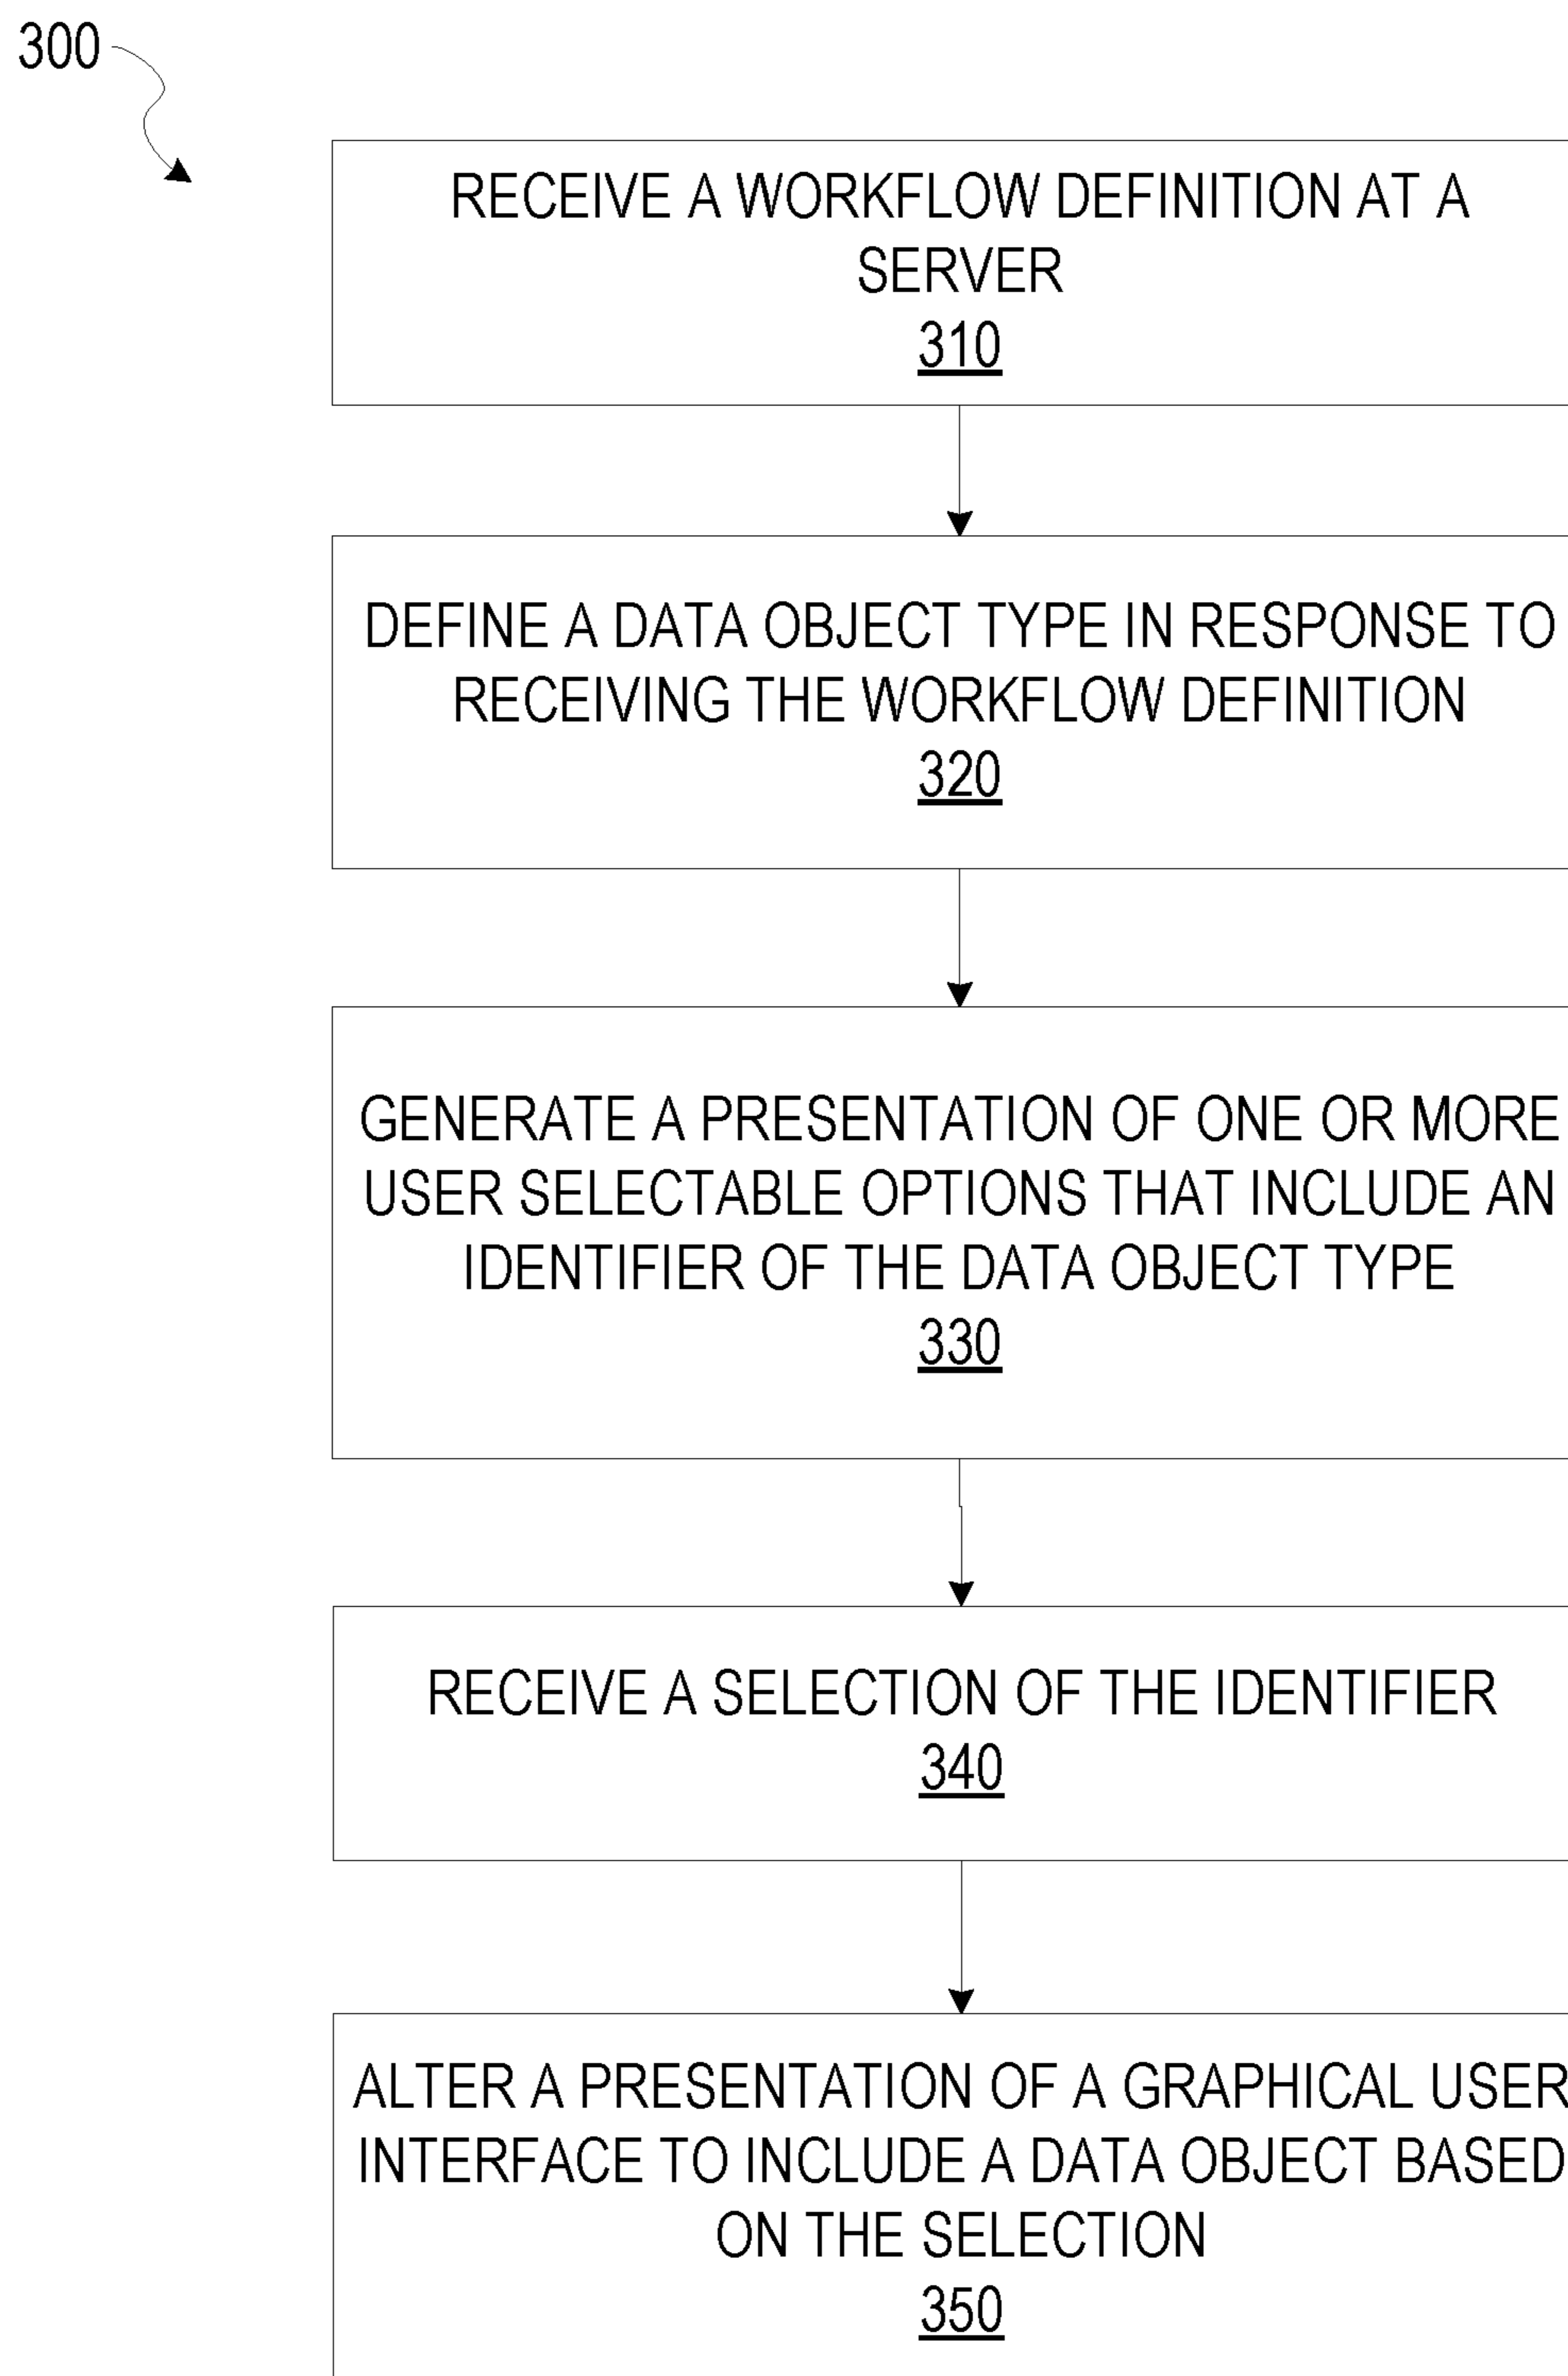 300
RECEIVE A WORKFLOW DEFINITION AT A
SERVER
310
DEFINE A DATA OBJECT TYPE IN RESPONSE TO
RECEIVING THE WORKFLOW DEFINITION
320
GENERATE A PRESENTATION OF ONE OR MORE
USER SELECTABLE OPTIONS THAT INCLUDE AN
IDENTIFIER OF THE DATA OBJECT TYPE
330
RECEIVE A SELECTION OF THE IDENTIFIER
340
ALTER A PRESENTATION OF A GRAPHICAL USER
INTERFACE TO INCLUDE A DATA OBJECT BASED
ON THE SELECTION
350